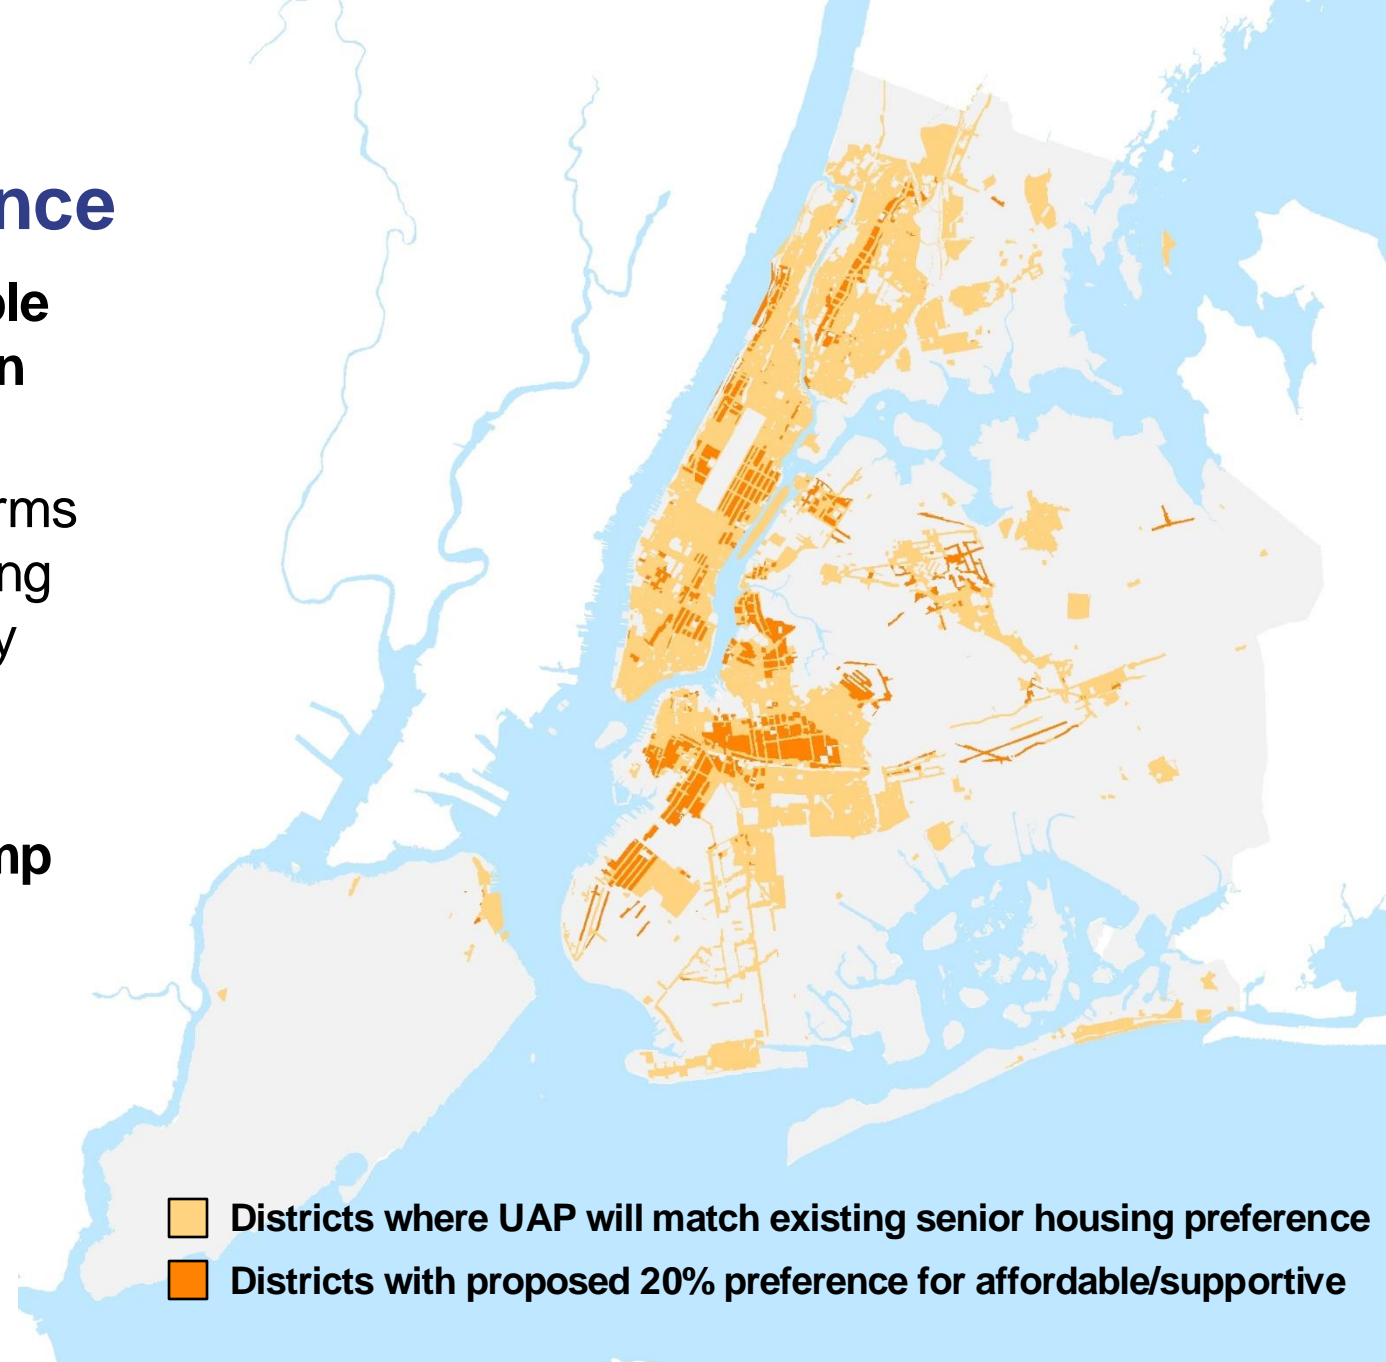 nce
ble
n
rms
ng
y
mp
Districts where UAP will match existing senior housing preference
Districts with proposed 20% preference for affordable/supportive